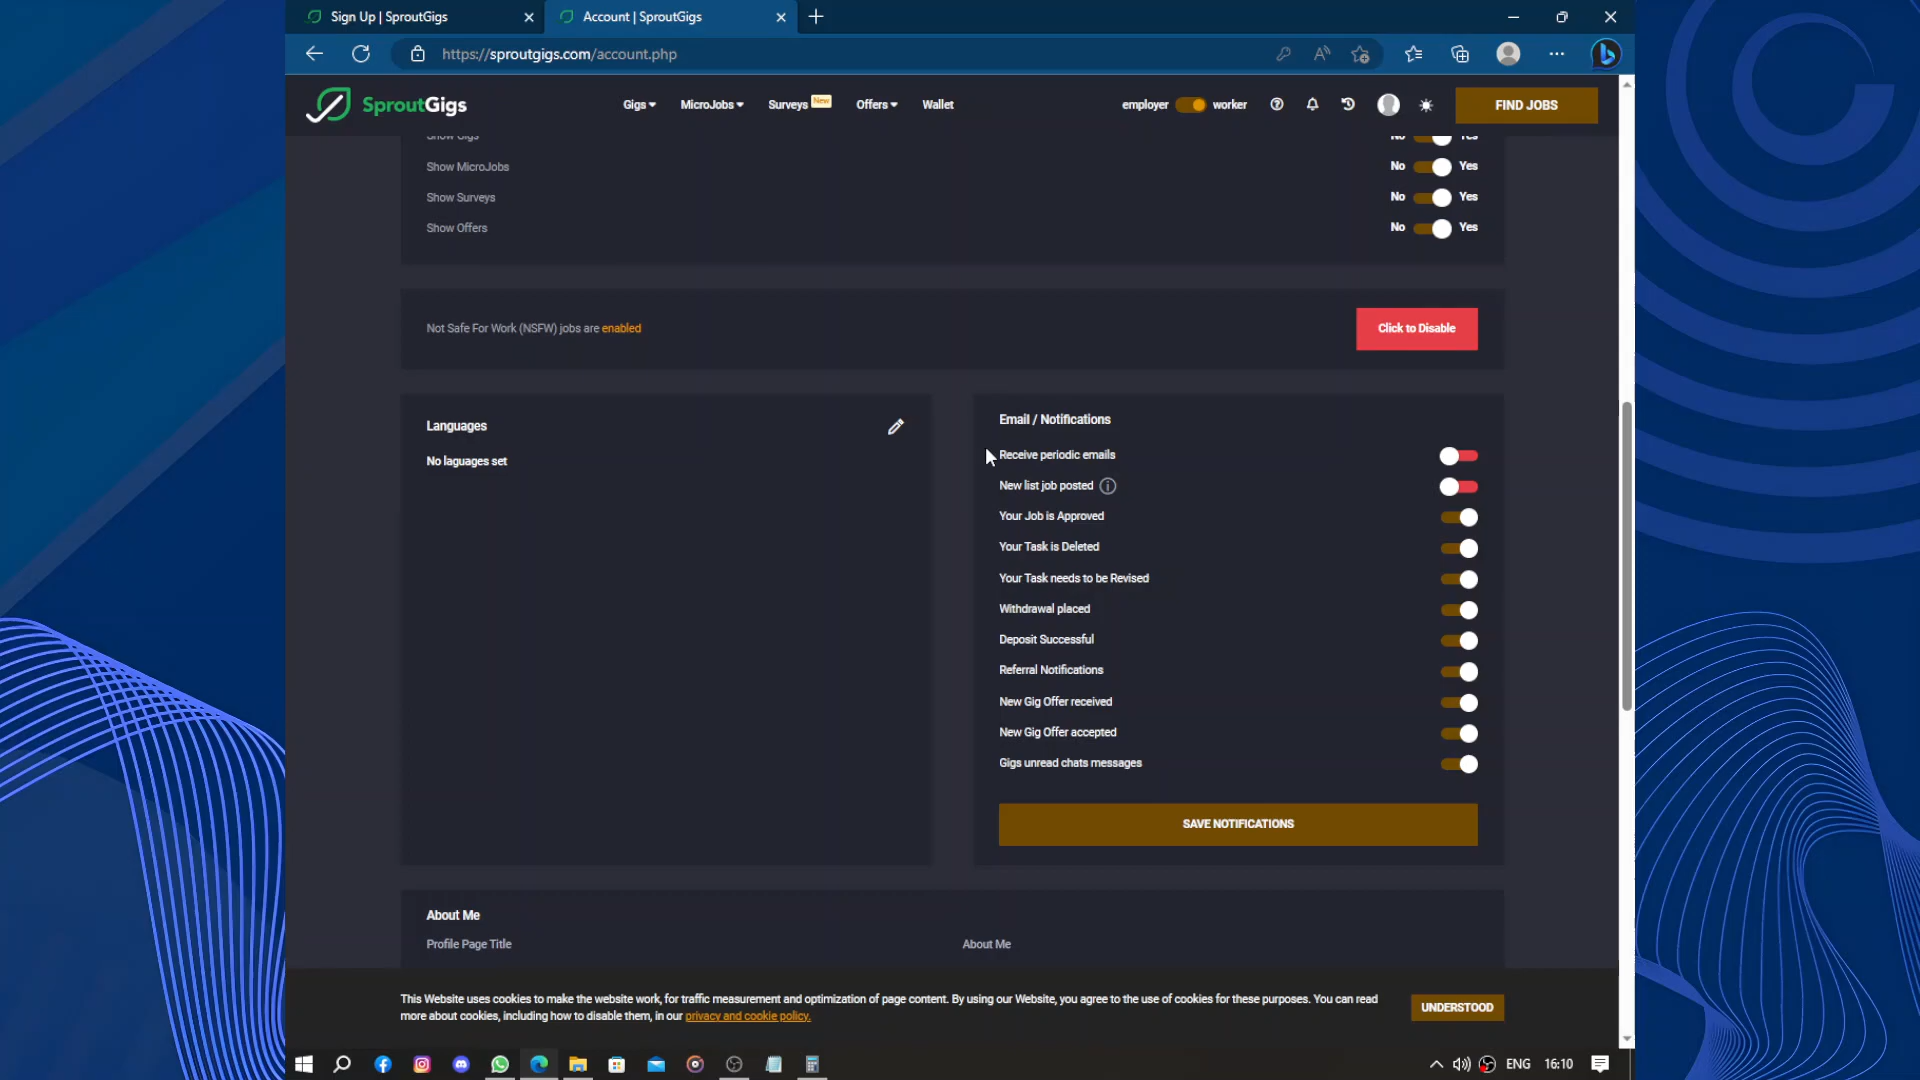 Sign Up | SproutGigs
Account | SproutGigs
https://sproutgigs.com/account.php
SproutGigs
Gigs
MicroJobs
Surveys New
Offers
Wallet
employer
worker
FIND JOBS
Show Gigs
No Yes
Show MicroJobs
No Yes
Show Surveys
No Yes
Show Offers
No Yes
Not Safe For Work (NSFW) jobs are enabled
Click to Disable
Languages
No laguages set
Email / Notifications
Receive periodic emails
New list job posted
Your Job is Approved
Your Task is Deleted
Your Task needs to be Revised
Withdrawal placed
Deposit Successful
Referral Notifications
New Gig Offer received
New Gig Offer accepted
Gigs unread chats messages
SAVE NOTIFICATIONS
About Me
Profile Page Title
About Me
This Website uses cookies to make the website work, for traffic measurement and optimization of page content. By using our Website, you agree to the use of cookies for these purposes. You can read
more about cookies, including how to disable them, in our privacy and cookie policy.
UNDERSTOOD
ENG
16:10